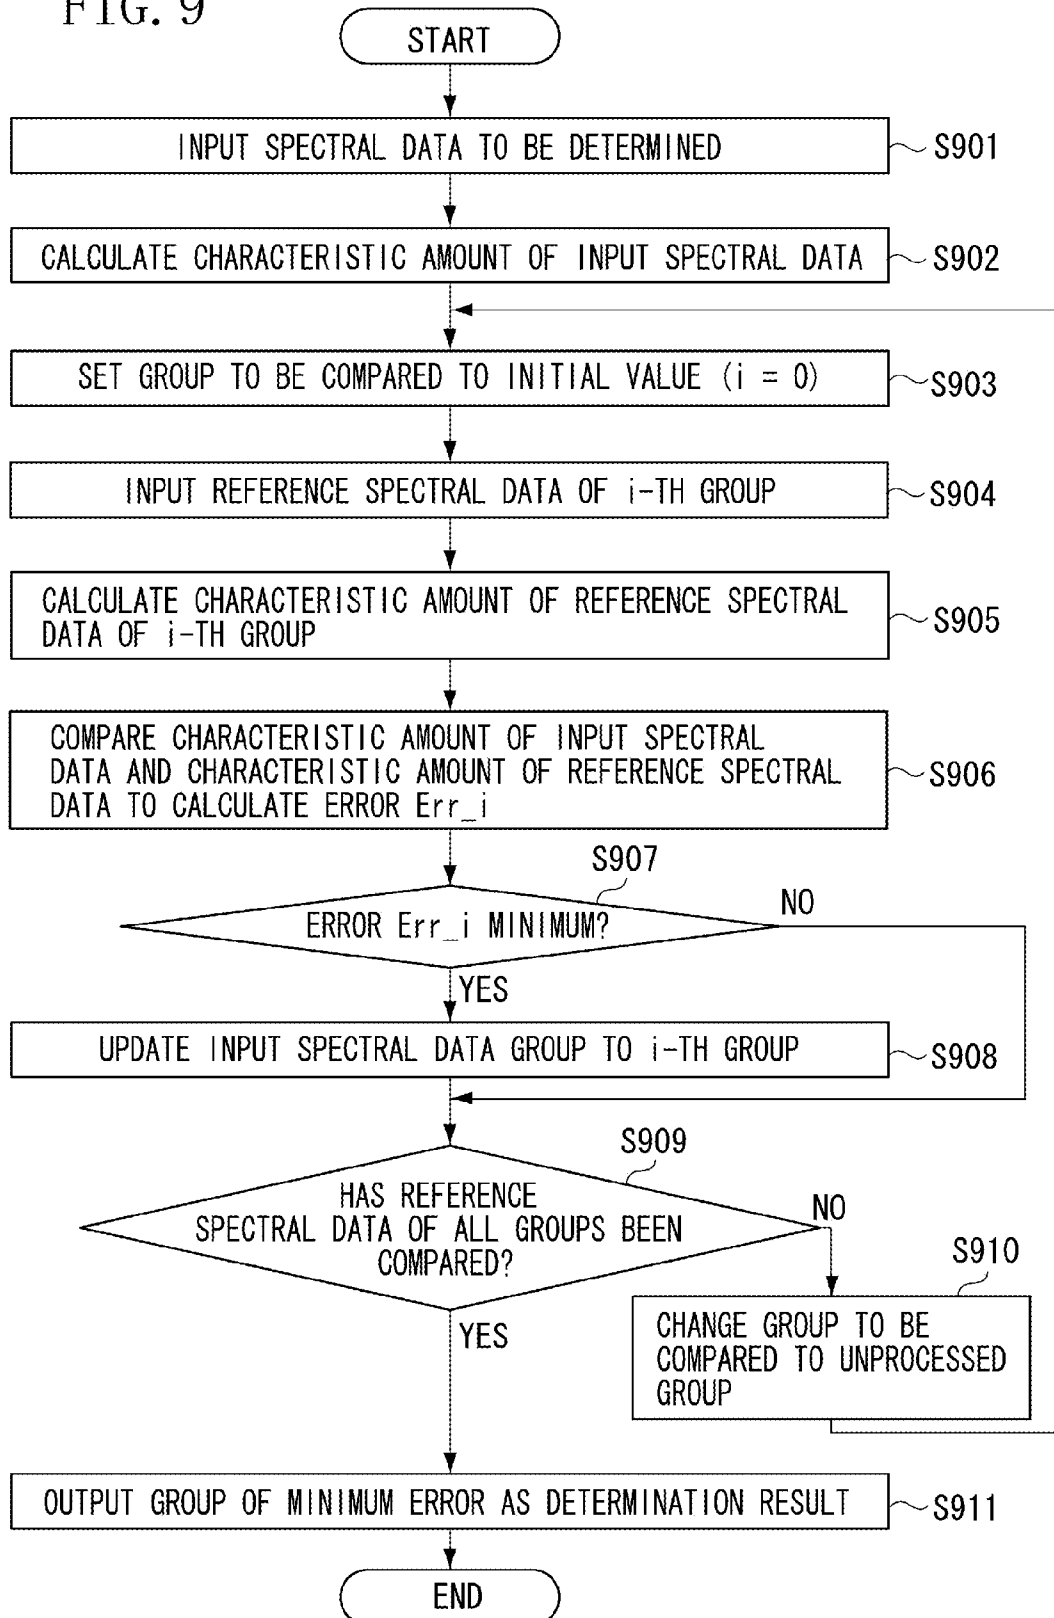 FIG. 9
START
INPUT SPECTRAL DATA TO BE DETERMINED
S901
CALCULATE CHARACTERISTIC AMOUNT OF INPUT SPECTRAL DATA
S902
SET GROUP TO BE COMPARED TO INITIAL VALUE (i = 0)
S903
INPUT REFERENCE SPECTRAL DATA OF i-TH GROUP
S904
CALCULATE CHARACTERISTIC AMOUNT OF REFERENCE SPECTRAL
DATA OF i-TH GROUP
S905
COMPARE CHARACTERISTIC AMOUNT OF INPUT SPECTRAL
DATA AND CHARACTERISTIC AMOUNT OF REFERENCE SPECTRAL
DATA TO CALCULATE ERROR Err_i
S906
S907
ERROR Err_i MINIMUM?
NO
YES
UPDATE INPUT SPECTRAL DATA GROUP TO i-TH GROUP
S908
S909
HAS REFERENCE
SPECTRAL DATA OF ALL GROUPS BEEN
COMPARED?
NO
YES
S910
CHANGE GROUP TO BE
COMPARED TO UNPROCESSED
GROUP
OUTPUT GROUP OF MINIMUM ERROR AS DETERMINATION RESULT
S911
END